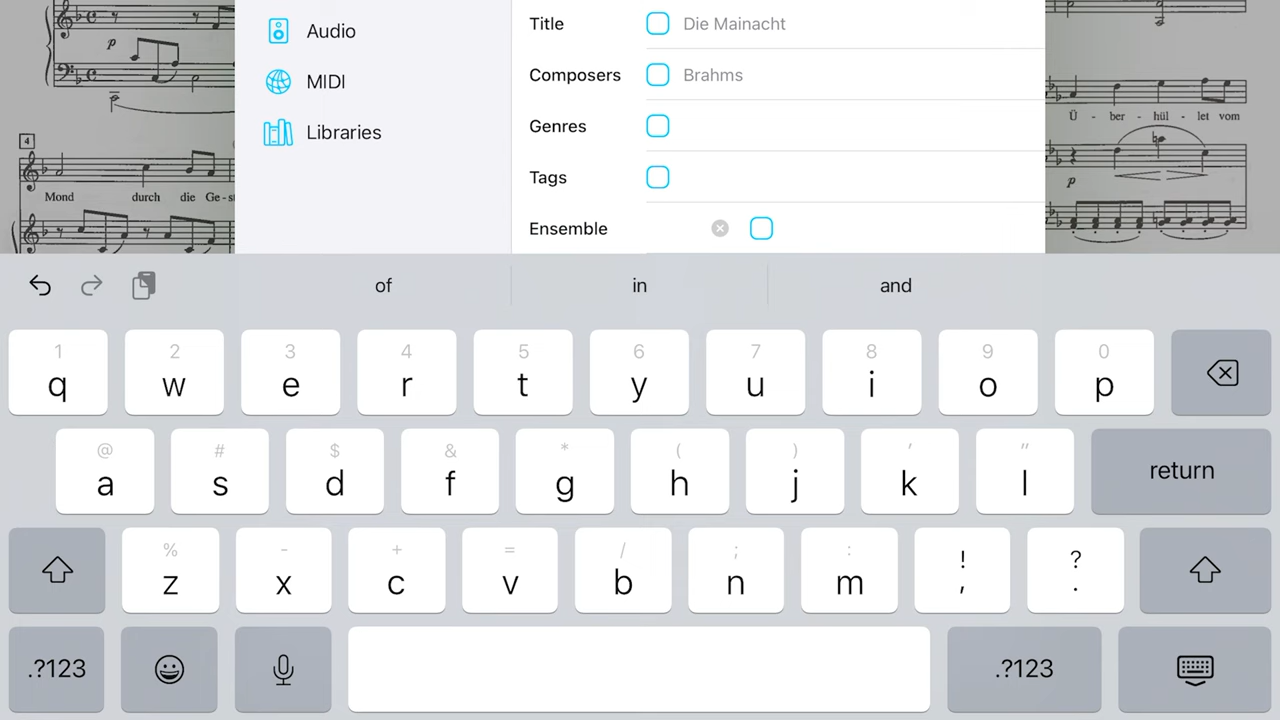 p
4
Mond durch die Ge-s
Audio
MIDI
Libraries
Title Die Mainacht
Composers Brahms
Genres
Tags
Ensemble
Ü - ber - hül - let vom
p
of in and
1 2 3 4 5 6 7 8 9 0
q w e r t y u i o p
@ # $ & * ( ) ' "
a s d f g h j k l return
% - + = / ; : ! ?
z x c v b n m , .
.?123 .?123